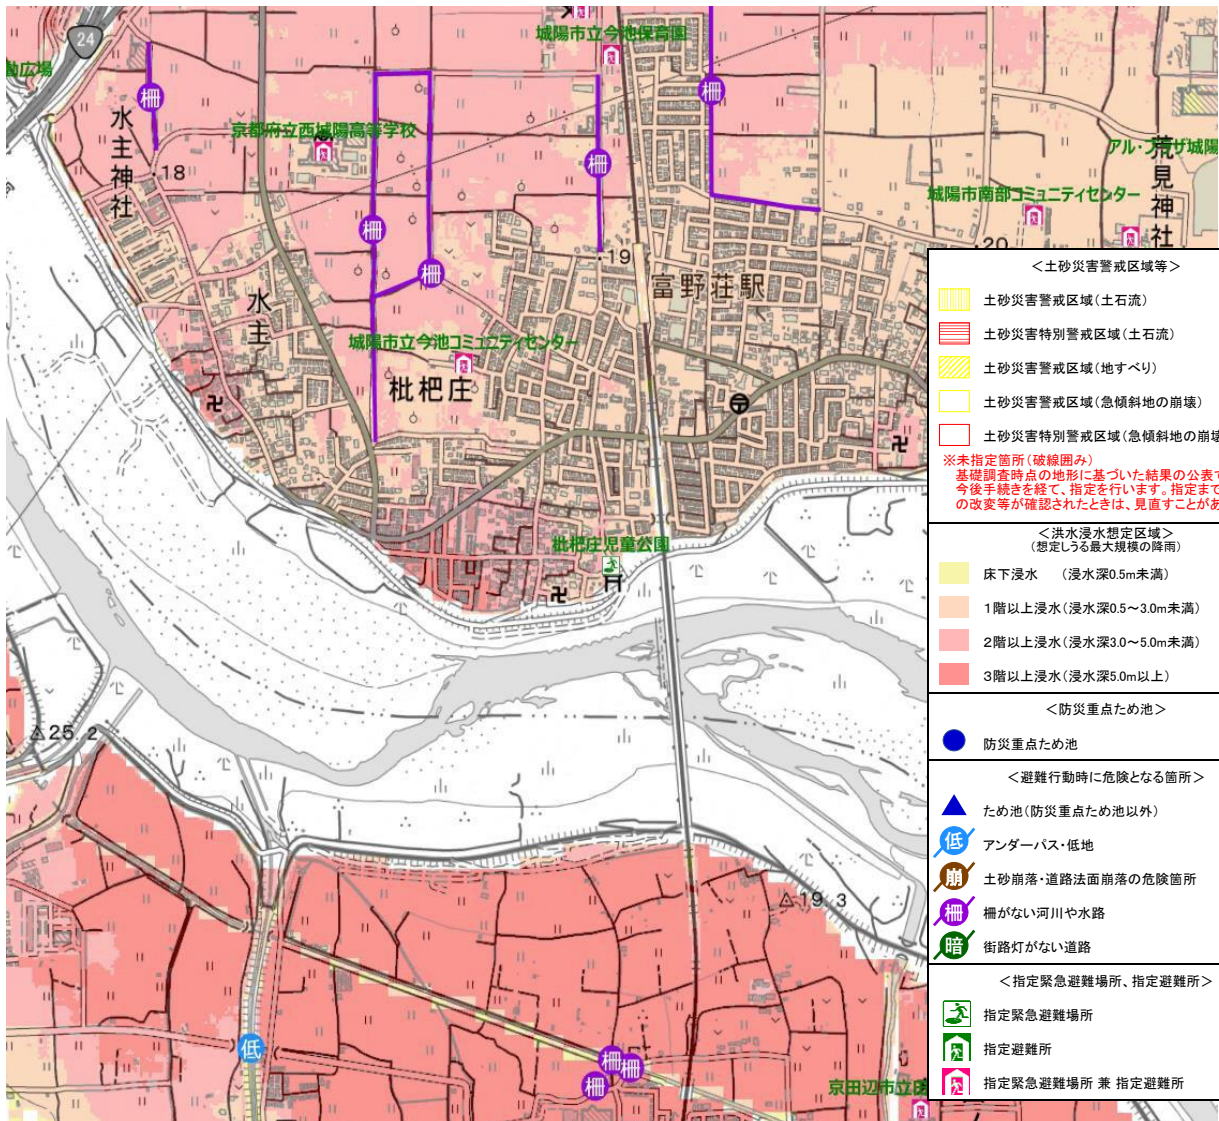 24
城陽市立今池保育園
動広場
柵
柵
水主神社
京都府立西城陽高等学校
アル・プラザ城陽
荒見神社
柵
18
城陽市南部コミュニティセンター
柵
20
19
柵
富野荘駅
水主
城陽市立今池コミュニティセンター
枇杷庄
枇杷庄児童公園
25.2
19.3
低
柵
柵
柵
京田辺市立田
＜土砂災害警戒区域等＞
土砂災害警戒区域(土石流)
土砂災害特別警戒区域(土石流)
土砂災害警戒区域(地すべり)
土砂災害警戒区域(急傾斜地の崩壊)
土砂災害特別警戒区域(急傾斜地の崩壊
※未指定箇所(破線囲み)
基礎調査時点の地形に基づいた結果の公表で
今後手続きを経て、指定を行います。指定まで
の改変等が確認されたときは、見直すことがあ
＜洪水浸水想定区域＞
(想定しうる最大規模の降雨)
床下浸水　(浸水深0.5m未満)
1階以上浸水(浸水深0.5～3.0m未満)
2階以上浸水(浸水深3.0～5.0m未満)
3階以上浸水(浸水深5.0m以上)
＜防災重点ため池＞
防災重点ため池
＜避難行動時に危険となる箇所＞
ため池(防災重点ため池以外)
低 アンダーパス・低地
崩 土砂崩落・道路法面崩落の危険箇所
柵 柵がない河川や水路
暗 街路灯がない道路
＜指定緊急避難場所、指定避難所＞
指定緊急避難場所
指定避難所
指定緊急避難場所 兼 指定避難所